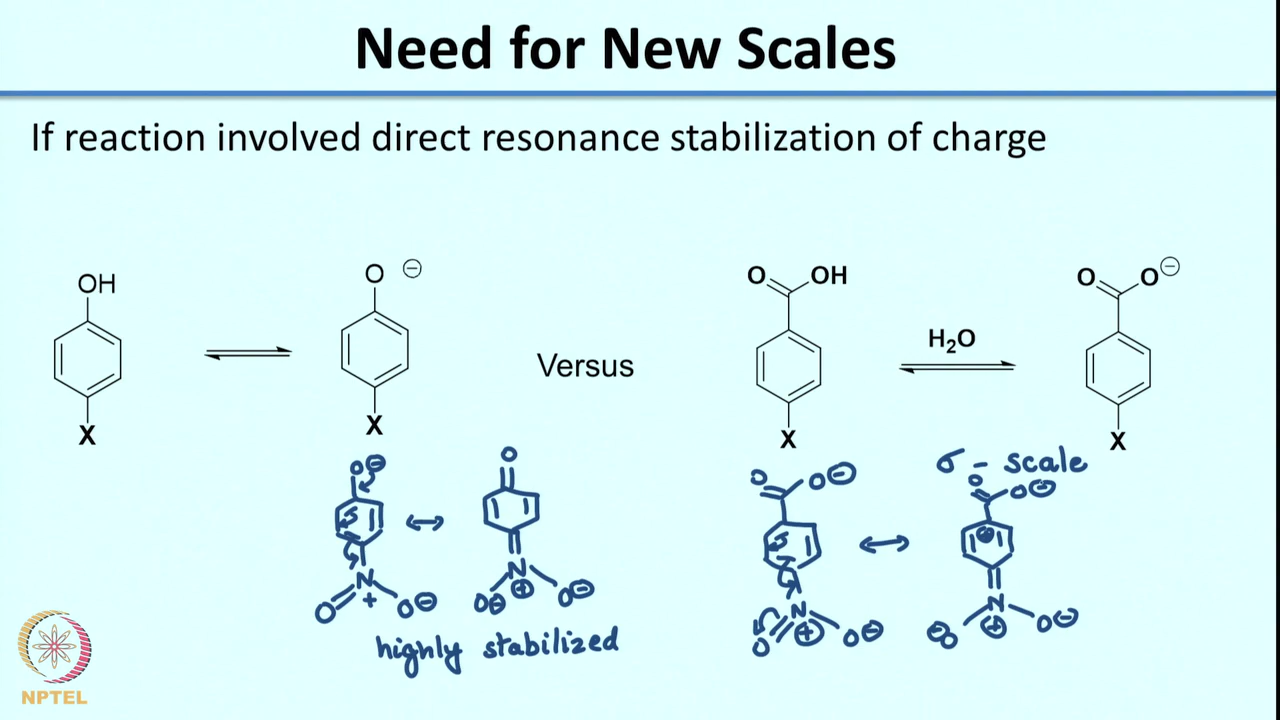 Need for New Scales
If reaction involved direct resonance stabilization of charge
OH
X
O ⊖
X
Versus
O OH
X
H₂O
O O⊖
X
σ - scale
O⊖
N
+
O O⊖
O
N
⊕
O⊖ O⊖
highly stabilized
O O⊖
N
⊕
O O⊖
O O⊖
⊕
N
⊕
⊖O O⊖
NPTEL